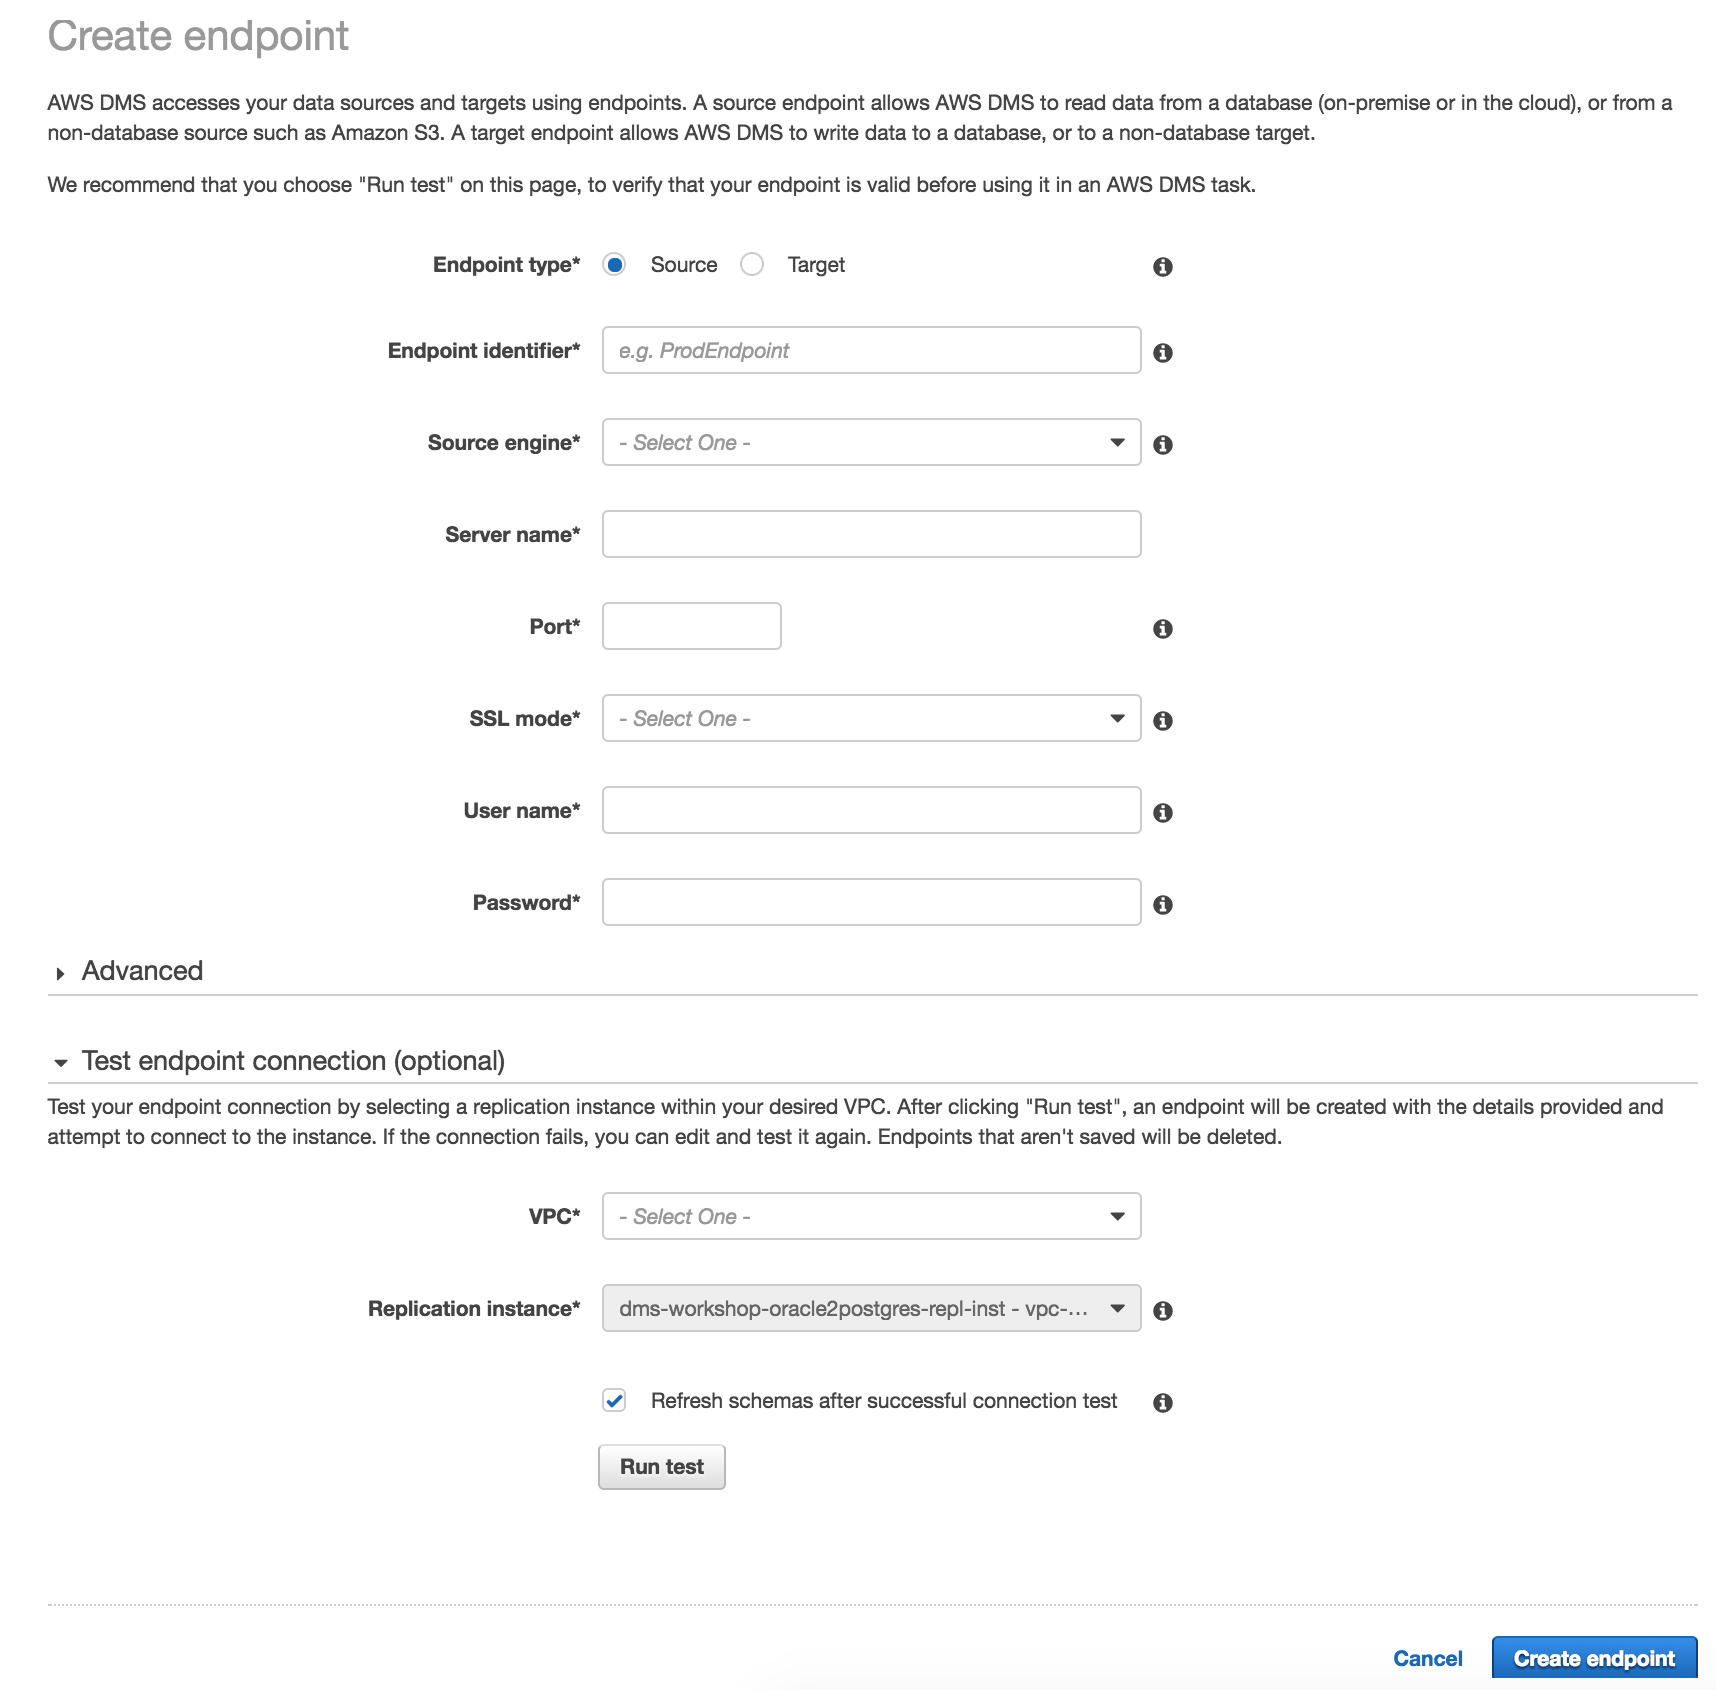 Create endpoint
AWS DMS accesses your data sources and targets using endpoints. A source endpoint allows AWS DMS to read data from a database (on-premise or in the cloud), or from a
non-database source such as Amazon S3. A target endpoint allows AWS DMS to write data to a database, or to a non-database target.
We recommend that you choose "Run test" on this page, to verify that your endpoint is valid before using it in an AWS DMS task.
Endpoint type* Source Target
Endpoint identifier* e.g. ProdEndpoint
Source engine* - Select One -
Server name*
Port*
SSL mode* - Select One -
User name*
Password*
Advanced
Test endpoint connection (optional)
Test your endpoint connection by selecting a replication instance within your desired VPC. After clicking "Run test", an endpoint will be created with the details provided and
attempt to connect to the instance. If the connection fails, you can edit and test it again. Endpoints that aren't saved will be deleted.
VPC* - Select One -
Replication instance* dms-workshop-oracle2postgres-repl-inst - vpc-...
Refresh schemas after successful connection test
Run test
Cancel Create endpoint